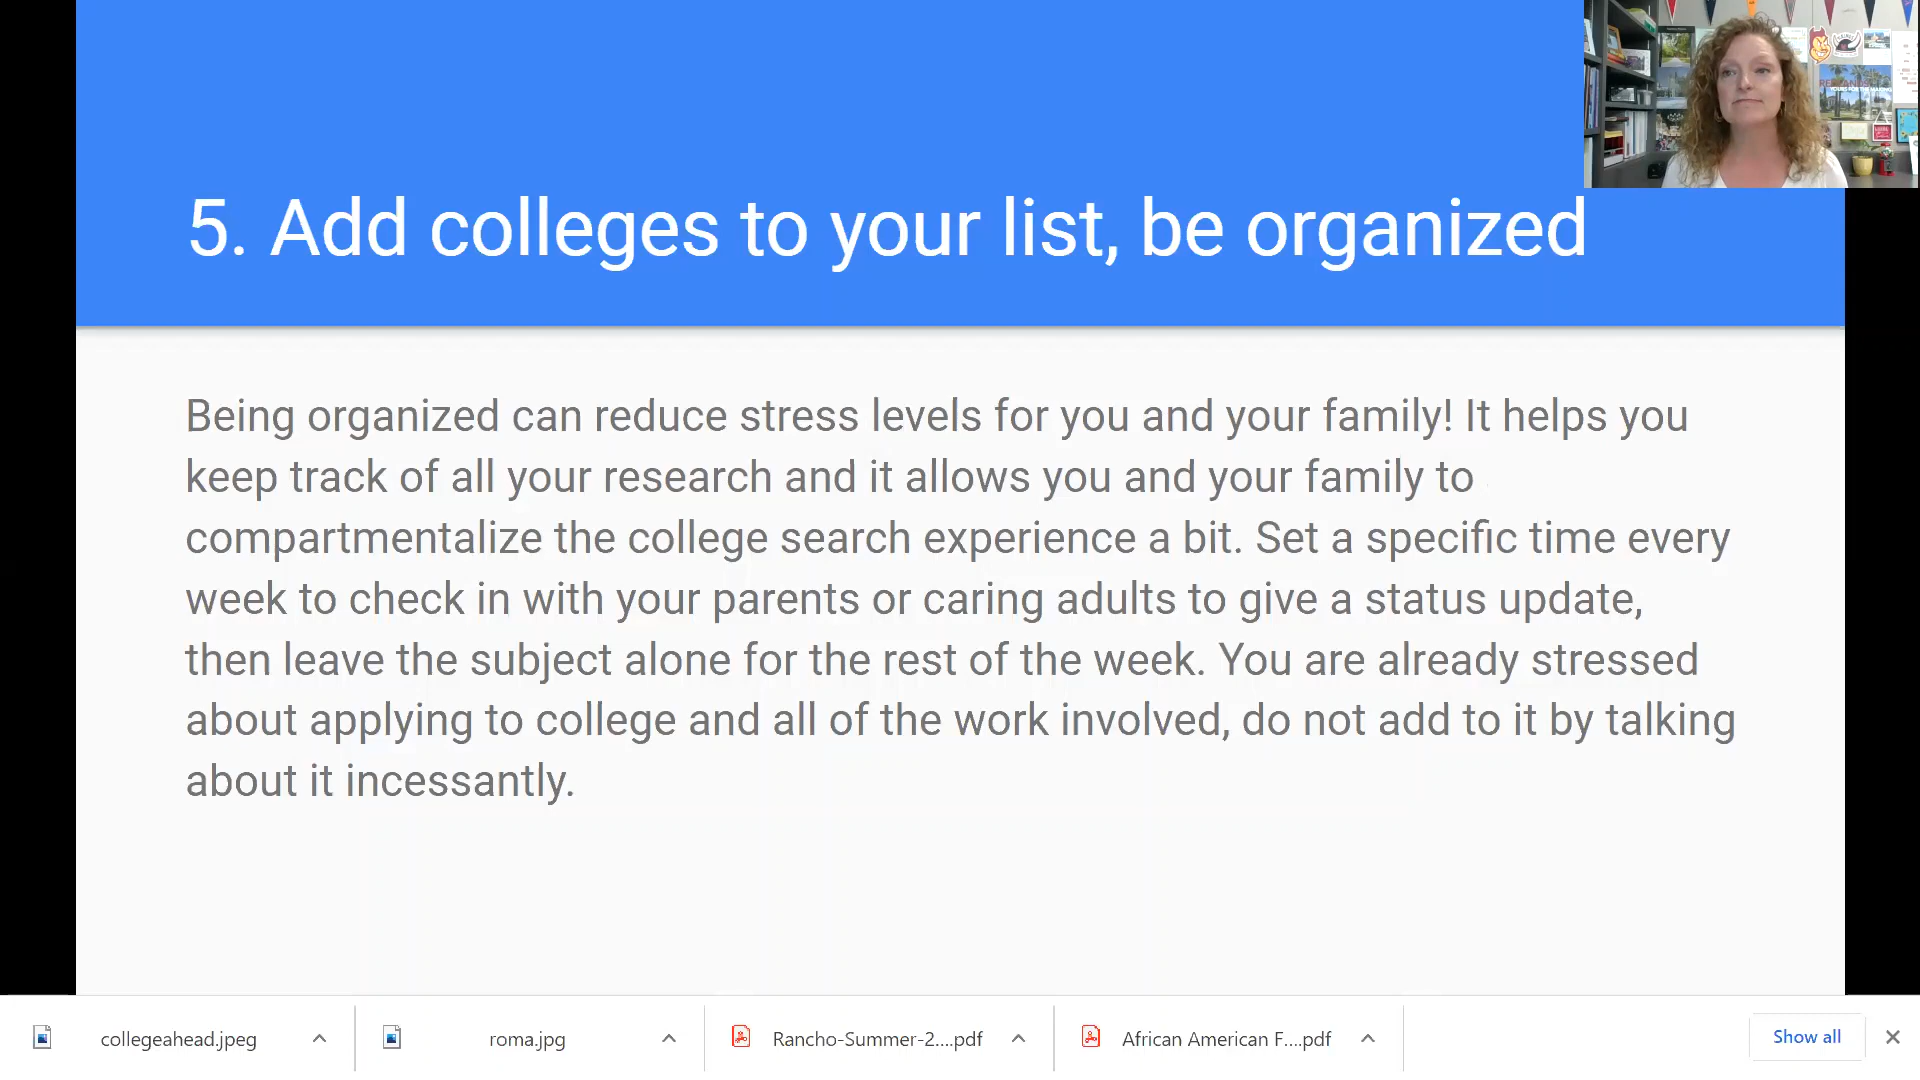 5. Add colleges to your list, be organized
Being organized can reduce stress levels for you and your family! It helps you
keep track of all your research and it allows you and your family to
compartmentalize the college search experience a bit. Set a specific time every
week to check in with your parents or caring adults to give a status update,
then leave the subject alone for the rest of the week. You are already stressed
about applying to college and all of the work involved, do not add to it by talking
about it incessantly.
collegeahead.jpeg
roma.jpg
Rancho-Summer-2....pdf
African American F....pdf
Show all